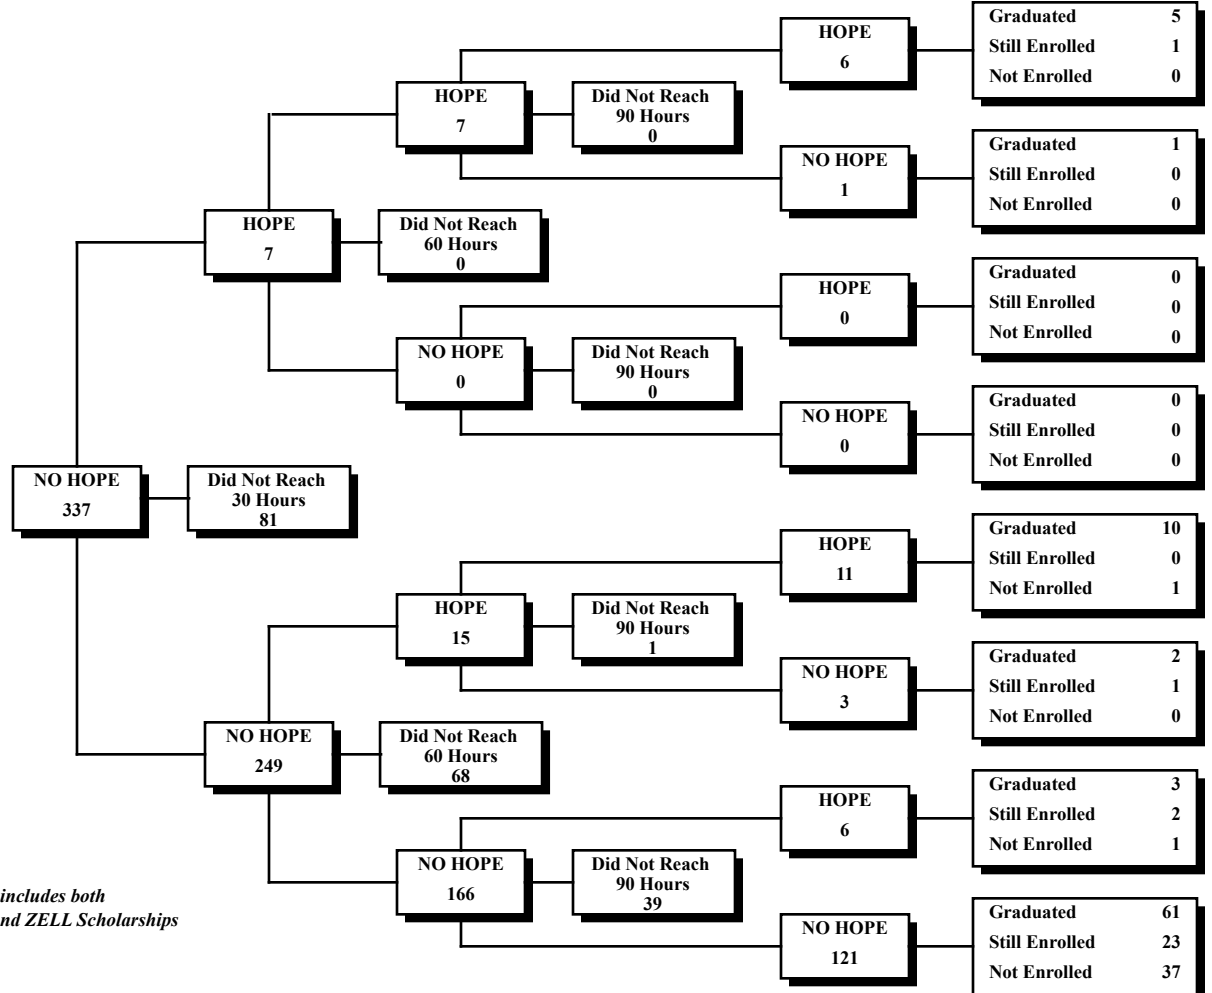 HOPE
6
Graduated 5
Still Enrolled 1
Not Enrolled 0
HOPE
7
Did Not Reach
90 Hours
0
NO HOPE
1
Graduated 1
Still Enrolled 0
Not Enrolled 0
HOPE
7
Did Not Reach
60 Hours
0
HOPE
0
Graduated 0
Still Enrolled 0
Not Enrolled 0
NO HOPE
0
Did Not Reach
90 Hours
0
NO HOPE
0
Graduated 0
Still Enrolled 0
Not Enrolled 0
NO HOPE
337
Did Not Reach
30 Hours
81
HOPE
11
Graduated 10
Still Enrolled 0
Not Enrolled 1
HOPE
15
Did Not Reach
90 Hours
1
NO HOPE
3
Graduated 2
Still Enrolled 1
Not Enrolled 0
NO HOPE
249
Did Not Reach
60 Hours
68
HOPE
6
Graduated 3
Still Enrolled 2
Not Enrolled 1
NO HOPE
166
Did Not Reach
90 Hours
39
NO HOPE
121
Graduated 61
Still Enrolled 23
Not Enrolled 37
includes both
nd ZELL Scholarships